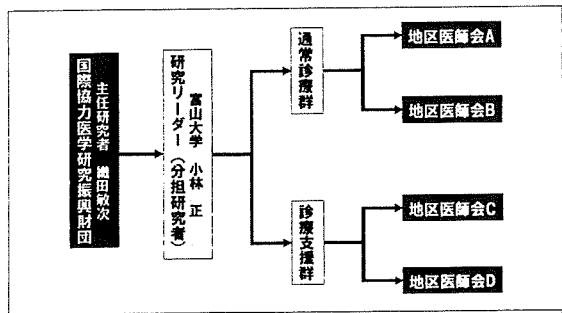 国際協力医学研究振興財団
主任研究者 織田敏次
研究リーダー(分担研究者)
富山大学 小林 正
通常診療群
地区医師会A
地区医師会B
診療支援群
地区医師会C
地区医師会D